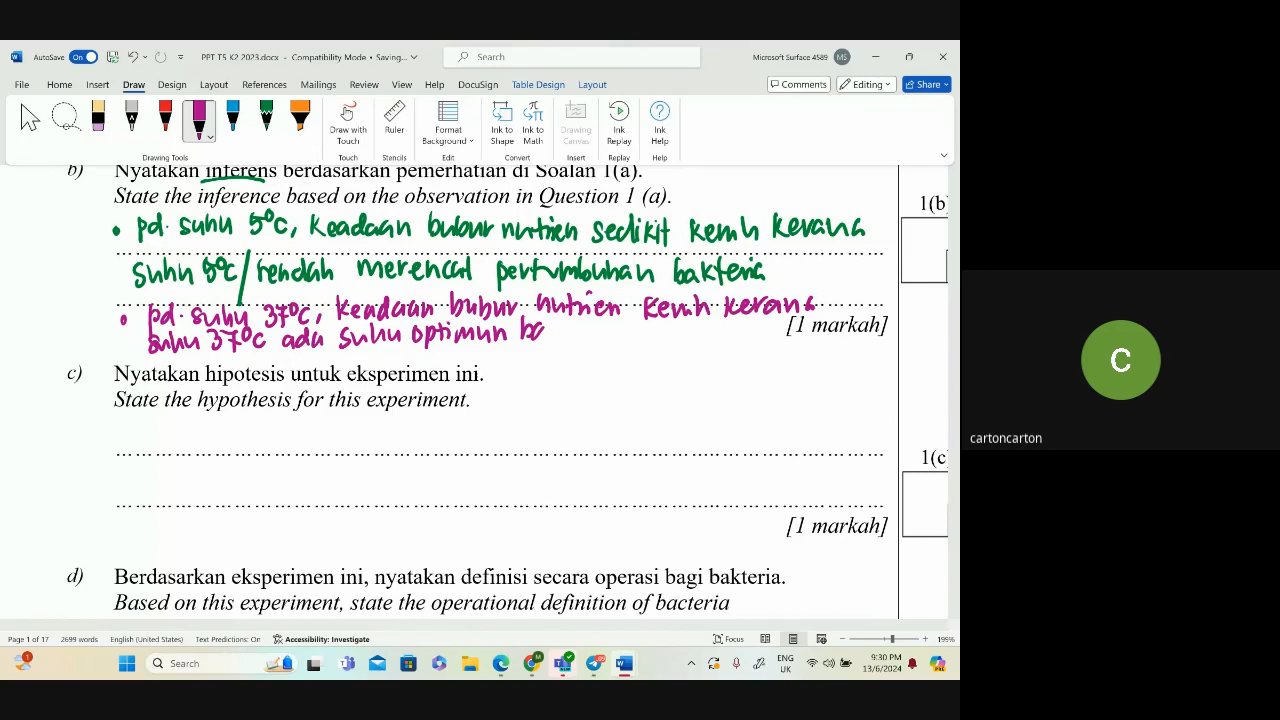 AutoSave On PPT T5 K2 2023.docx - Compatibility Mode • Saving... Search Microsoft Surface 4589 MS
File Home Insert Draw Design Layout References Mailings Review View Help DocuSign Table Design Layout Comments Editing Share
Draw with Touch Ruler Format Background Ink to Shape Ink to Math Drawing Canvas Ink Replay Ink Help
Drawing Tools Touch Stencils Edit Convert Insert Replay Help
b) Nyatakan inferens berdasarkan pemerhatian di Soalan 1(a).
State the inference based on the observation in Question 1 (a).
1(b)
• pd. suhu 5°C, keadaan bubur nutrien sedikit keruh kerana
suhu 5°C/rendah merencat pertumbuhan bakteria
• pd. suhu 37°C, keadaan bubur nutrien keruh kerana
suhu 37°C ada suhu optimun ba
[1 markah]
c) Nyatakan hipotesis untuk eksperimen ini.
State the hypothesis for this experiment.
1(c)
[1 markah]
d) Berdasarkan eksperimen ini, nyatakan definisi secara operasi bagi bakteria.
Based on this experiment, state the operational definition of bacteria
Page 1 of 17 2699 words English (United States) Text Predictions: On Accessibility: Investigate Focus 199%
1 Search ENG UK 9:30 PM 13/6/2024
C
cartoncarton